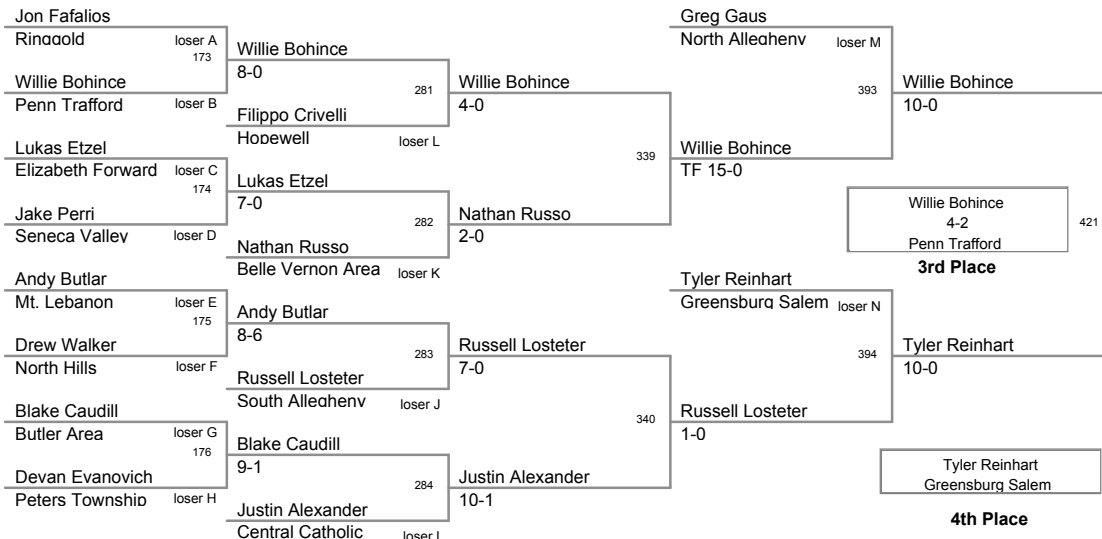 Jon Fafalios
Ringgold loser A
173
Willie Bohince
Penn Trafford loser B
Lukas Etzel
Elizabeth Forward loser C
174
Jake Perri
Seneca Valley loser D
Andy Butlar
Mt. Lebanon loser E
175
Drew Walker
North Hills loser F
Blake Caudill
Butler Area loser G
176
Devan Evanovich
Peters Township loser H
Willie Bohince
8-0
281
Filippo Crivelli
Hopewell loser L
Lukas Etzel
7-0
282
Nathan Russo
Belle Vernon Area loser K
Andy Butlar
8-6
283
Russell Losteter
South Allegheny loser J
Blake Caudill
9-1
284
Justin Alexander
Central Catholic loser I
Willie Bohince
4-0
339
Nathan Russo
2-0
Russell Losteter
7-0
340
Justin Alexander
10-1
Greg Gaus
North Allegheny loser M
393
Willie Bohince
TF 15-0
Tyler Reinhart
Greensburg Salem loser N
394
Russell Losteter
1-0
Willie Bohince
10-0
Willie Bohince
4-2
Penn Trafford
421
3rd Place
Tyler Reinhart
10-0
Tyler Reinhart
Greensburg Salem
4th Place